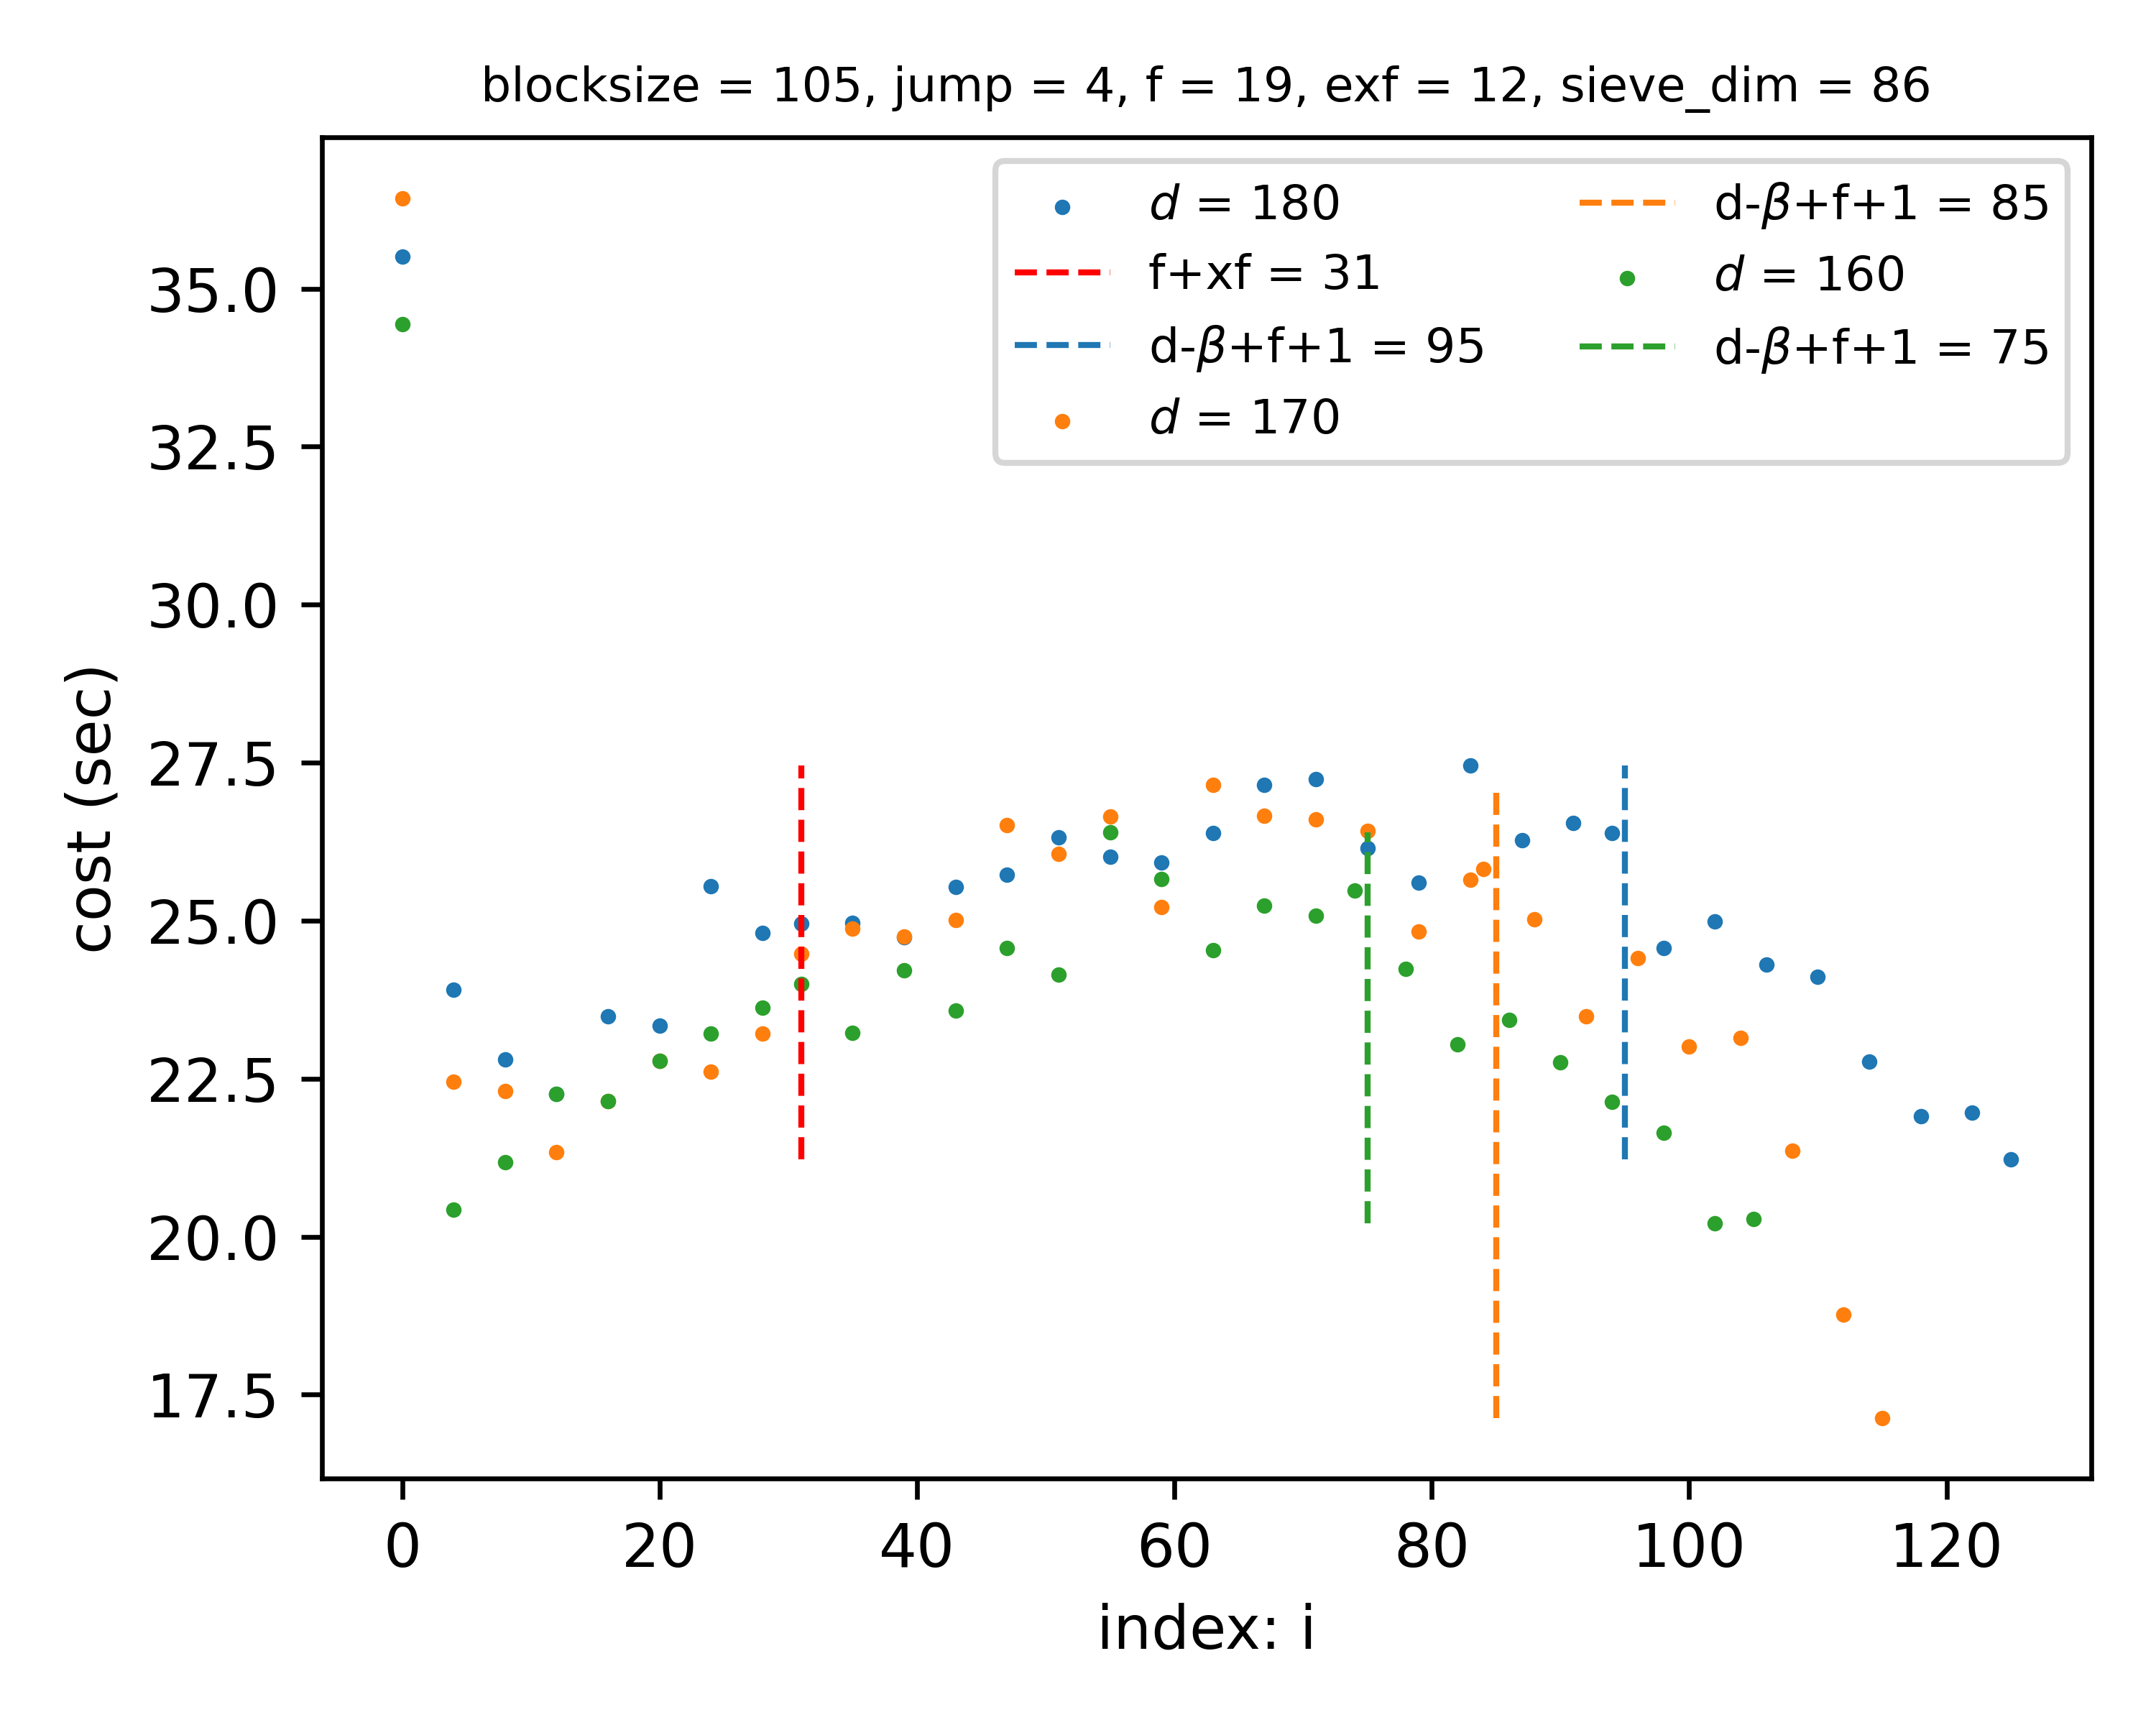 blocksize = 105, jump = 4, f = 19, exf = 12, sieve_dim = 86
d = 180
f+xf = 31
d-β+f+1 = 95
d = 170
d-β+f+1 = 85
d = 160
d-β+f+1 = 75
35.0
32.5
30.0
27.5
25.0
22.5
20.0
17.5
cost (sec)
0 20 40 60 80 100 120
index: i